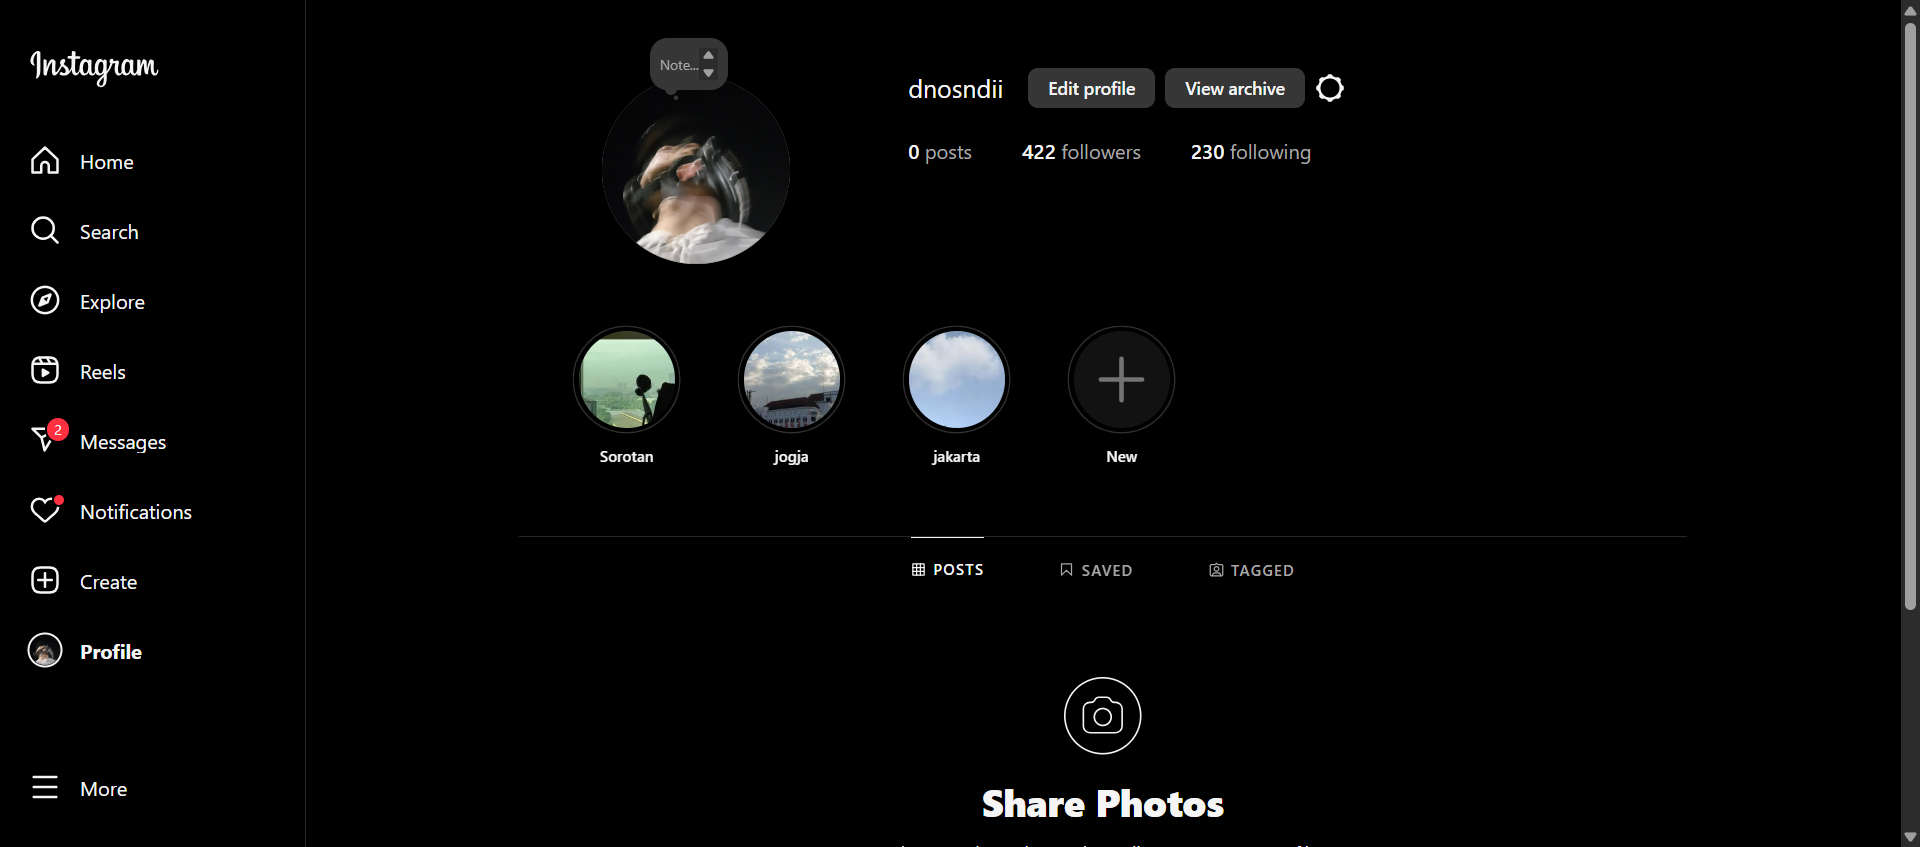 Instagram
Home
Search
Explore
Reels
2
Messages
Notifications
Create
Profile
More
Note...
dnosndii
Edit profile
View archive
0 posts
422 followers
230 following
Sorotan
jogja
jakarta
New
POSTS
SAVED
TAGGED
Share Photos